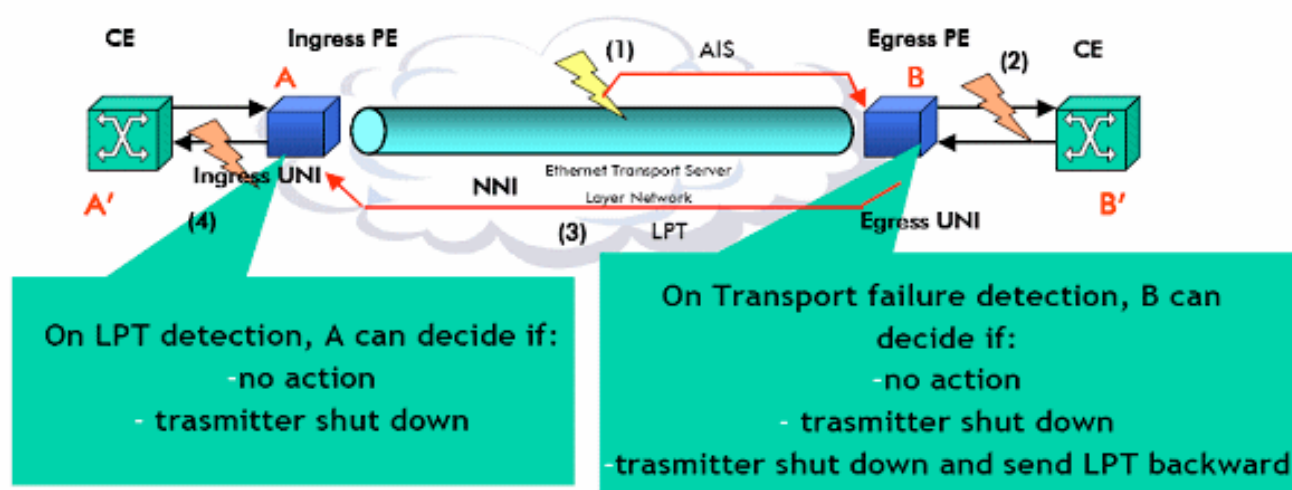 CE
Ingress PE
(1)
AIS
Egress PE
(2)
CE
A
B
Ethernet Transport Server
Layer Network
Ingress UNI
NNI
A'
(4)
(3)
LPT
Egress UNI
B'
On LPT detection, A can decide if:
-no action
- trasmitter shut down
On Transport failure detection, B can
decide if:
-no action
- trasmitter shut down
-trasmitter shut down and send LPT backward